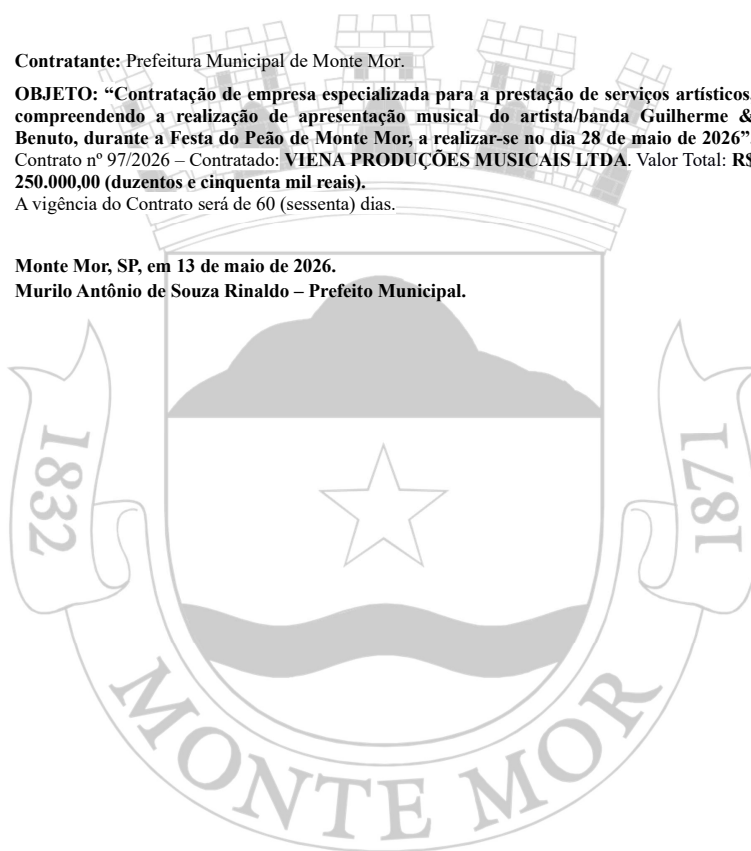 Contratante: Prefeitura Municipal de Monte Mor.
OBJETO: “Contratação de empresa especializada para a prestação de serviços artísticos,
compreendendo a realização de apresentação musical do artista/banda Guilherme &
Benuto, durante a Festa do Peão de Monte Mor, a realizar-se no dia 28 de maio de 2026”.
Contrato nº 97/2026 – Contratado: VIENA PRODUÇÕES MUSICAIS LTDA. Valor Total: R$
250.000,00 (duzentos e cinquenta mil reais).
A vigência do Contrato será de 60 (sessenta) dias.
Monte Mor, SP, em 13 de maio de 2026.
Murilo Antônio de Souza Rinaldo – Prefeito Municipal.
1832
1871
MONTE MOR